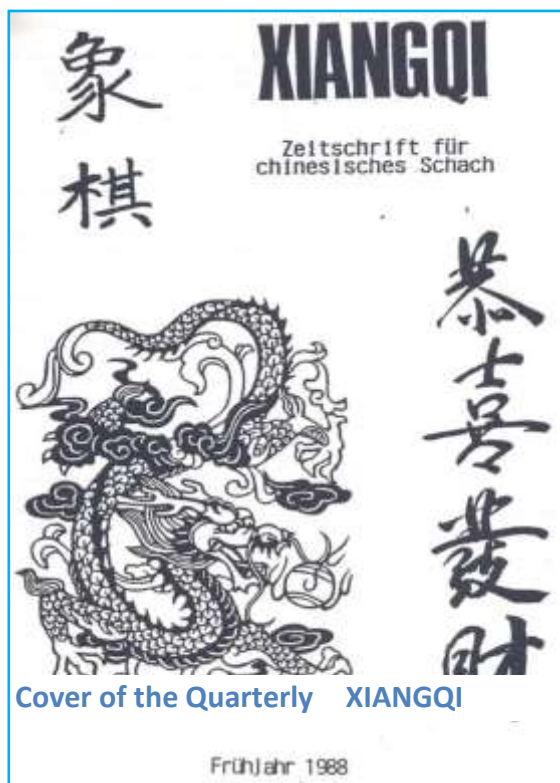 象棋
XIANGQI
Zeitschrift für
chinesisches Schach
恭喜發財
Cover of the Quarterly XIANGQI
Frühjahr 1988